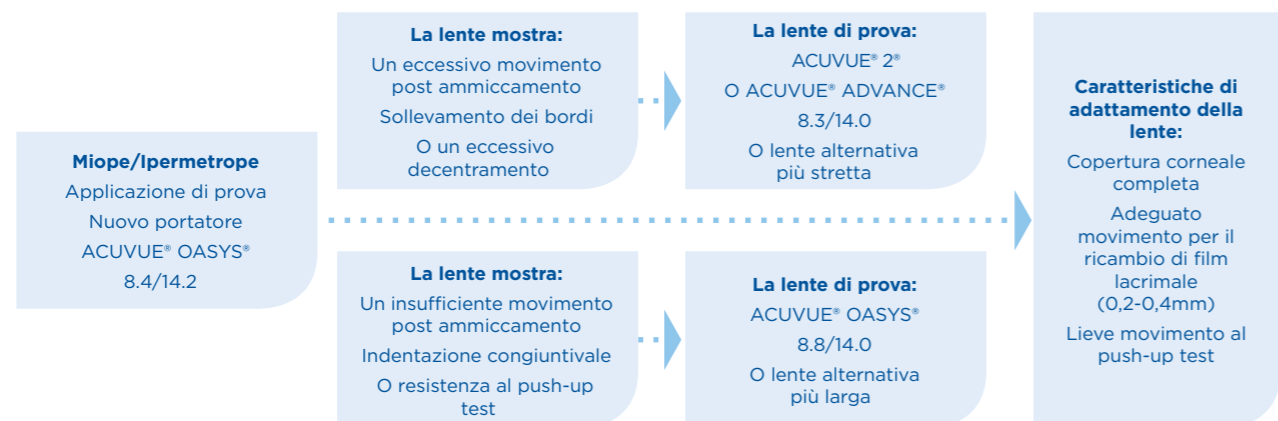 Miope/Ipermetrope
Applicazione di prova
Nuovo portatore
ACUVUE® OASYS®
8.4/14.2
La lente mostra:
Un eccessivo movimento
post ammiccamento
Sollevamento dei bordi
O un eccessivo
decentramento
La lente di prova:
ACUVUE® 2®
O ACUVUE® ADVANCE®
8.3/14.0
O lente alternativa
più stretta
La lente mostra:
Un insufficiente movimento
post ammiccamento
Indentazione congiuntivale
O resistenza al push-up
test
La lente di prova:
ACUVUE® OASYS®
8.8/14.0
O lente alternativa
più larga
Caratteristiche di
adattamento della
lente:
Copertura corneale
completa
Adeguato
movimento per il
ricambio di film
lacrimale
(0,2-0,4mm)
Lieve movimento al
push-up test